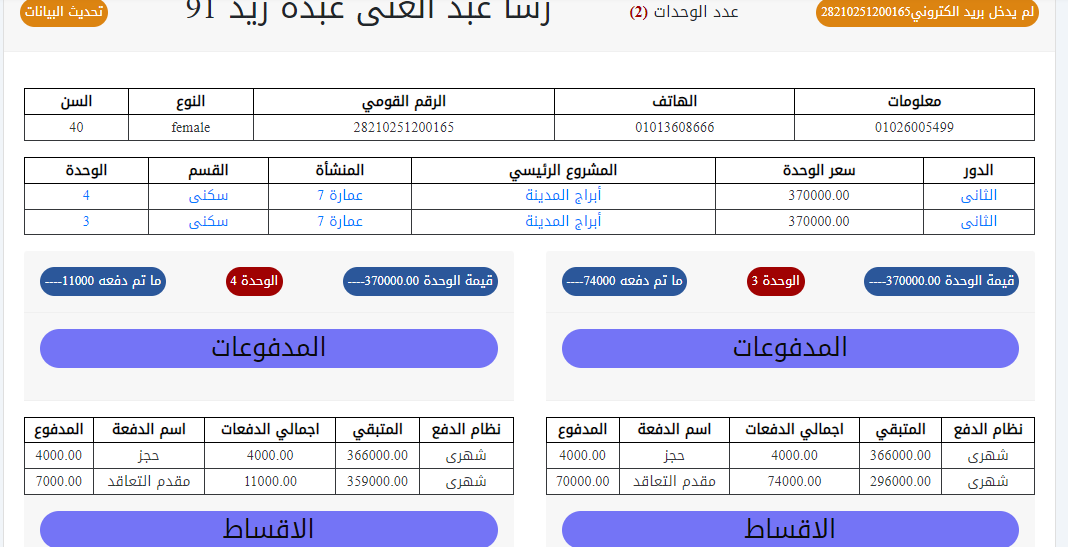 لم يدخل بريد الكتروني28210251200165 عدد الوحدات (2) رشا عبد الغنى عبده زيد 91 تحديث البيانات
معلومات الهاتف الرقم القومي النوع السن
01026005499 01013608666 28210251200165 female 40
الدور سعر الوحدة المشروع الرئيسي المنشأة القسم الوحدة
الثانى 370000.00 أبراج المدينة عمارة 7 سكنى 4
الثانى 370000.00 أبراج المدينة عمارة 7 سكنى 3
قيمة الوحدة 370000.00---- الوحدة 3 ما تم دفعه 74000----
المدفوعات
نظام الدفع المتبقي اجمالي الدفعات اسم الدفعة المدفوع
شهرى 366000.00 4000.00 حجز 4000.00
شهرى 296000.00 74000.00 مقدم التعاقد 70000.00
الاقساط
قيمة الوحدة 370000.00---- الوحدة 4 ما تم دفعه 11000----
المدفوعات
نظام الدفع المتبقي اجمالي الدفعات اسم الدفعة المدفوع
شهرى 366000.00 4000.00 حجز 4000.00
شهرى 359000.00 11000.00 مقدم التعاقد 7000.00
الاقساط